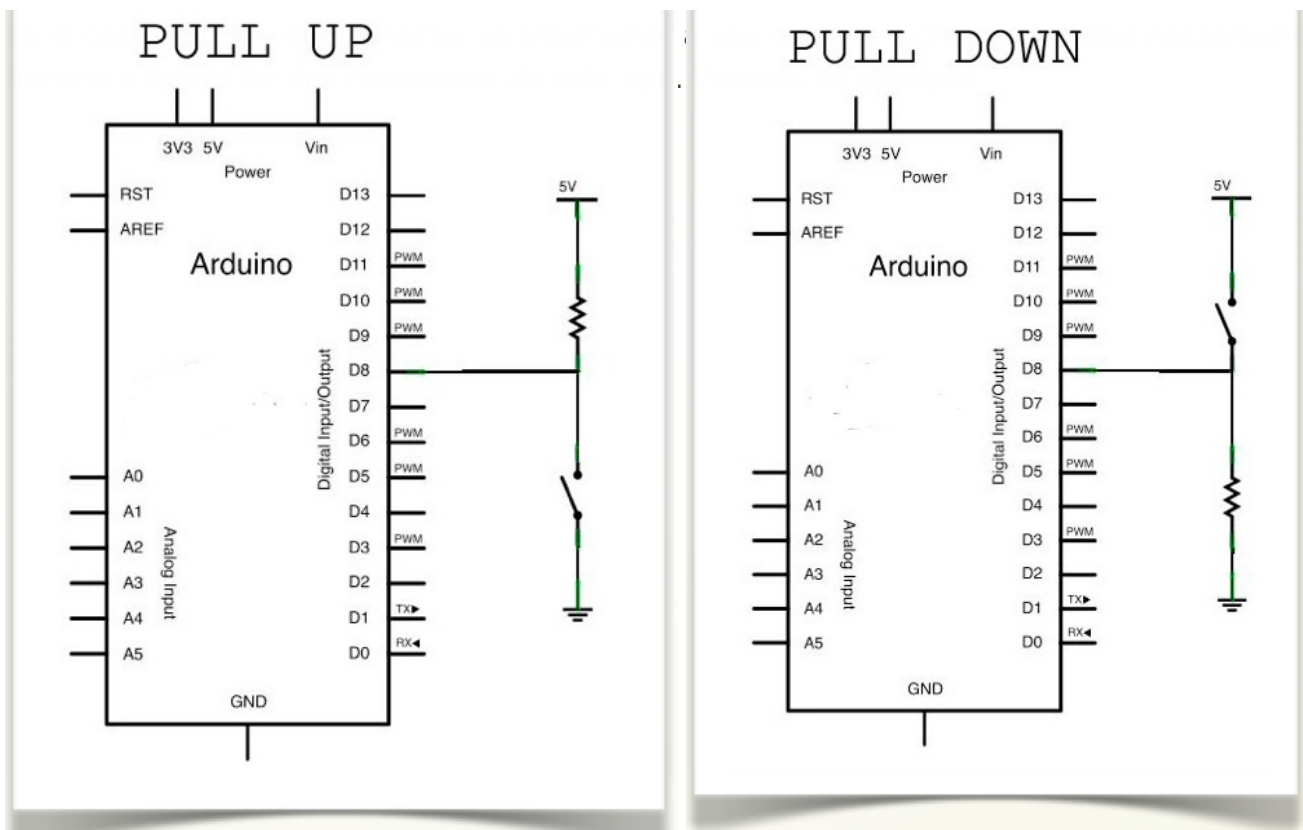 PULL UP
3V3 5V Vin
Power
RST D13
AREF D12
Arduino
D11 PWM
D10 PWM
D9 PWM
Digital Input/Output
D8
D7
D6 PWM
A0 D5 PWM
A1 D4
A2 D3 PWM
Analog Input
A3 D2
A4 D1 TX
A5 D0 RX
GND
5V
PULL DOWN
3V3 5V Vin
Power
RST D13
AREF D12
Arduino
D11 PWM
D10 PWM
D9 PWM
Digital Input/Output
D8
D7
D6 PWM
A0 D5 PWM
A1 D4
A2 D3 PWM
Analog Input
A3 D2
A4 D1 TX
A5 D0 RX
GND
5V